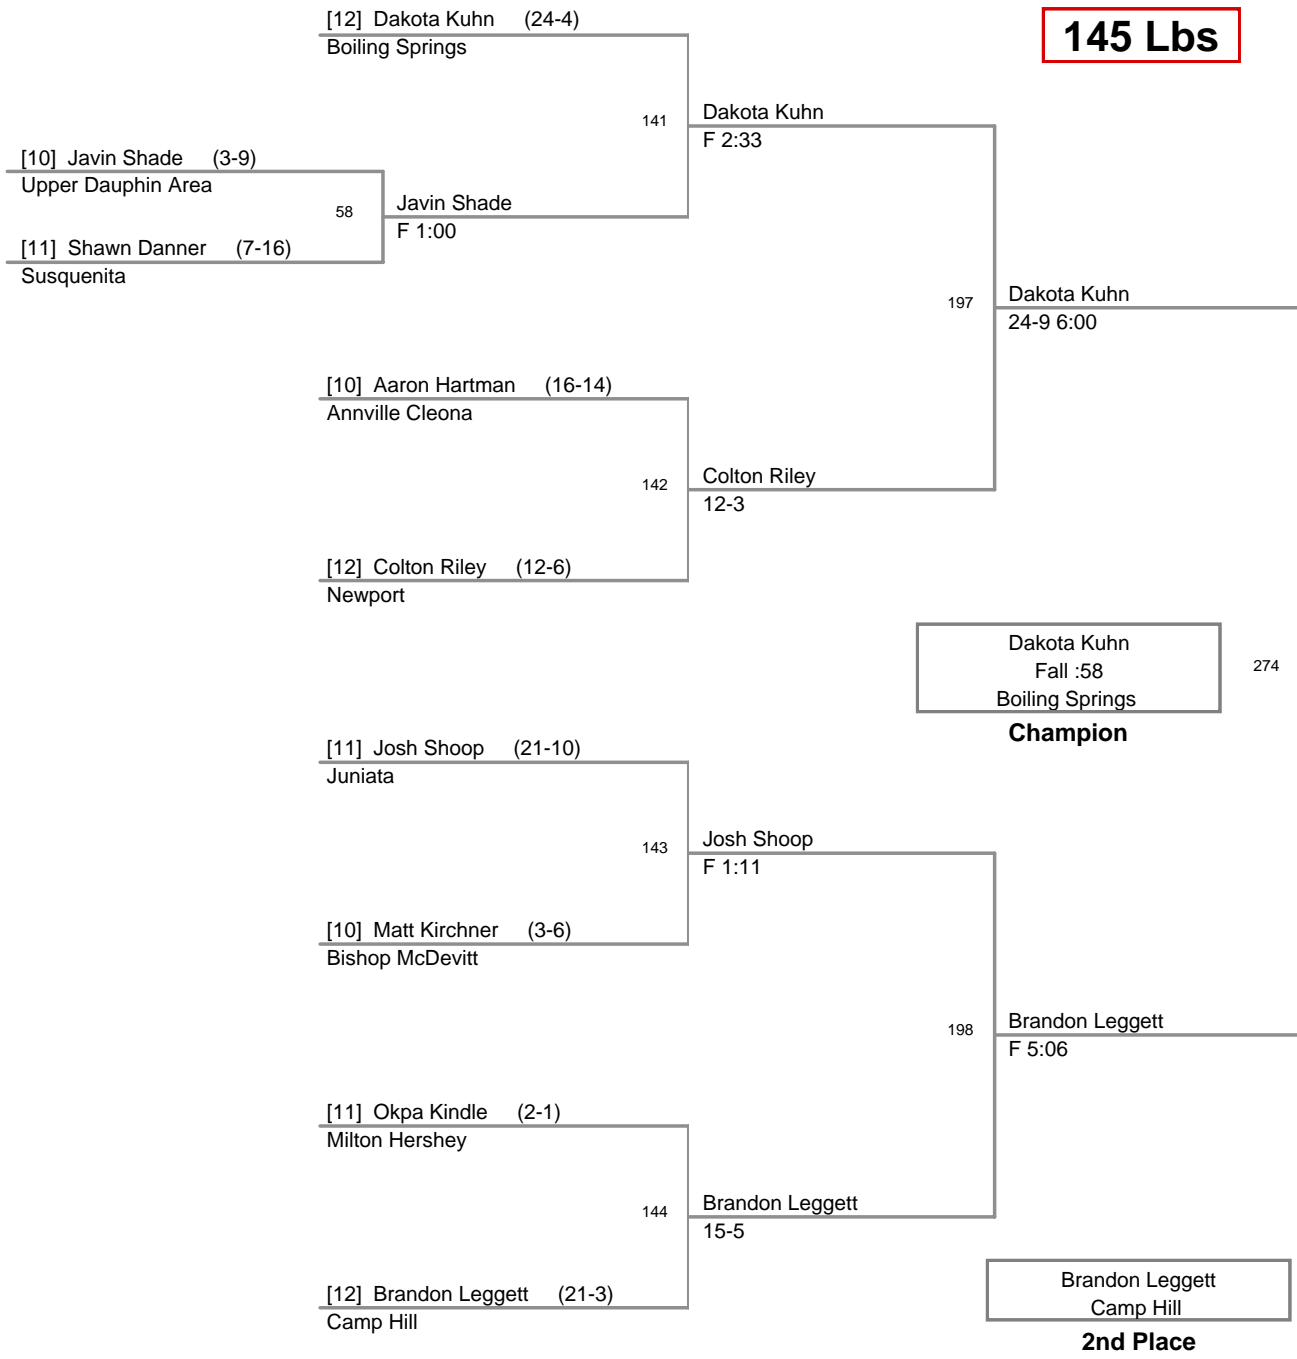 [12] Dakota Kuhn (24-4)
Boiling Springs
145 Lbs
141
Dakota Kuhn
F 2:33
[10] Javin Shade (3-9)
Upper Dauphin Area
58
Javin Shade
F 1:00
[11] Shawn Danner (7-16)
Susquenita
197
Dakota Kuhn
24-9 6:00
[10] Aaron Hartman (16-14)
Annville Cleona
142
Colton Riley
12-3
[12] Colton Riley (12-6)
Newport
Dakota Kuhn
Fall :58
Boiling Springs
274
Champion
[11] Josh Shoop (21-10)
Juniata
143
Josh Shoop
F 1:11
[10] Matt Kirchner (3-6)
Bishop McDevitt
198
Brandon Leggett
F 5:06
[11] Okpa Kindle (2-1)
Milton Hershey
144
Brandon Leggett
15-5
[12] Brandon Leggett (21-3)
Camp Hill
Brandon Leggett
Camp Hill
2nd Place